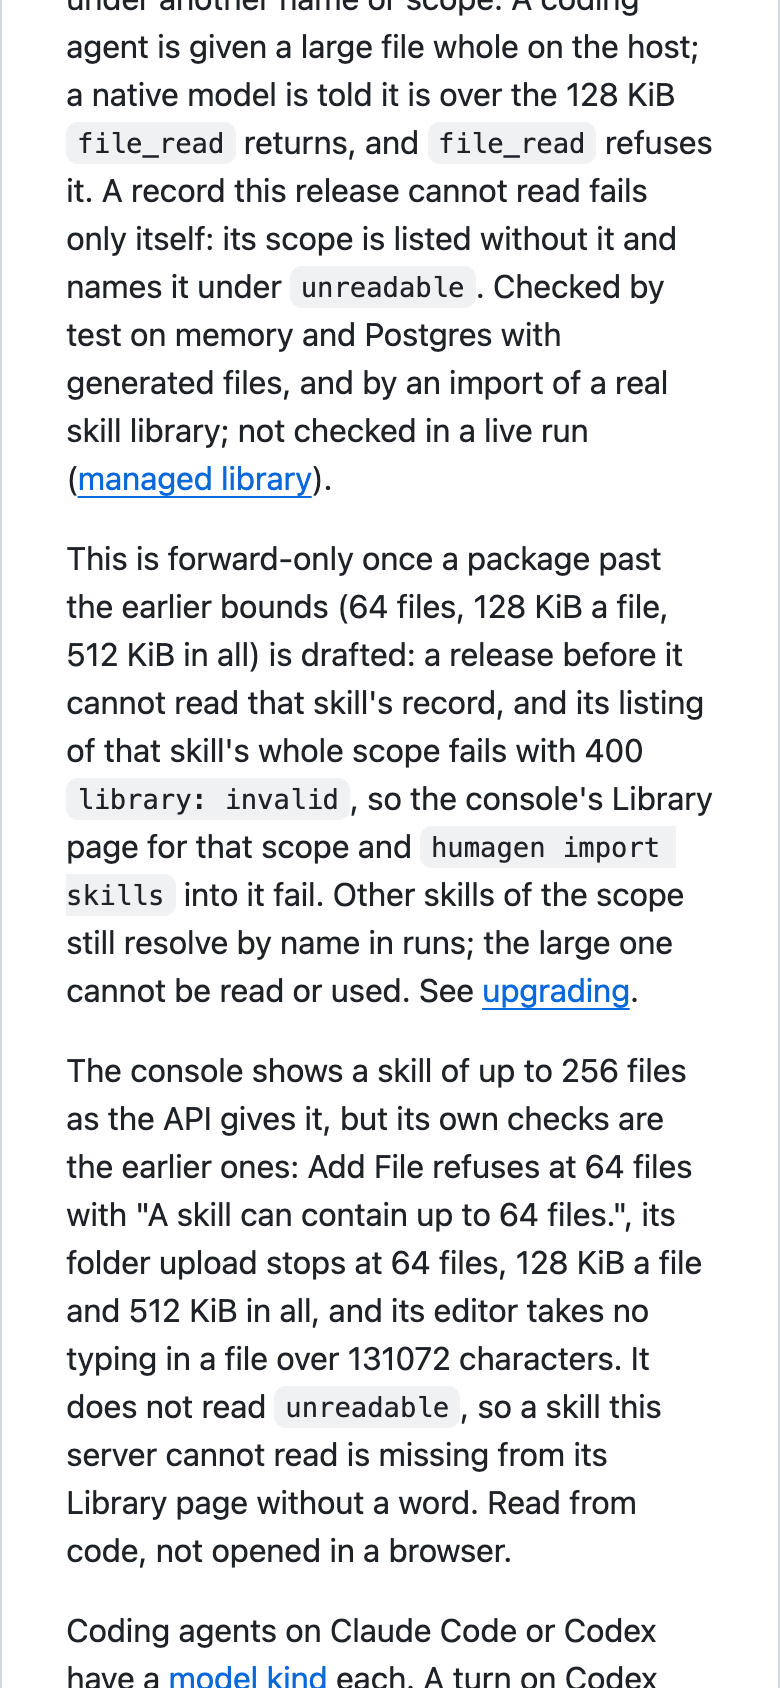 under another name or scope. A coding
agent is given a large file whole on the host;
a native model is told it is over the 128 KiB
file_read returns, and file_read refuses
it. A record this release cannot read fails
only itself: its scope is listed without it and
names it under unreadable. Checked by
test on memory and Postgres with
generated files, and by an import of a real
skill library; not checked in a live run
(managed library).
This is forward-only once a package past
the earlier bounds (64 files, 128 KiB a file,
512 KiB in all) is drafted: a release before it
cannot read that skill's record, and its listing
of that skill's whole scope fails with 400
library: invalid, so the console's Library
page for that scope and humagen import
skills into it fail. Other skills of the scope
still resolve by name in runs; the large one
cannot be read or used. See upgrading.
The console shows a skill of up to 256 files
as the API gives it, but its own checks are
the earlier ones: Add File refuses at 64 files
with "A skill can contain up to 64 files.", its
folder upload stops at 64 files, 128 KiB a file
and 512 KiB in all, and its editor takes no
typing in a file over 131072 characters. It
does not read unreadable, so a skill this
server cannot read is missing from its
Library page without a word. Read from
code, not opened in a browser.
Coding agents on Claude Code or Codex
have a model kind each. A turn on Codex